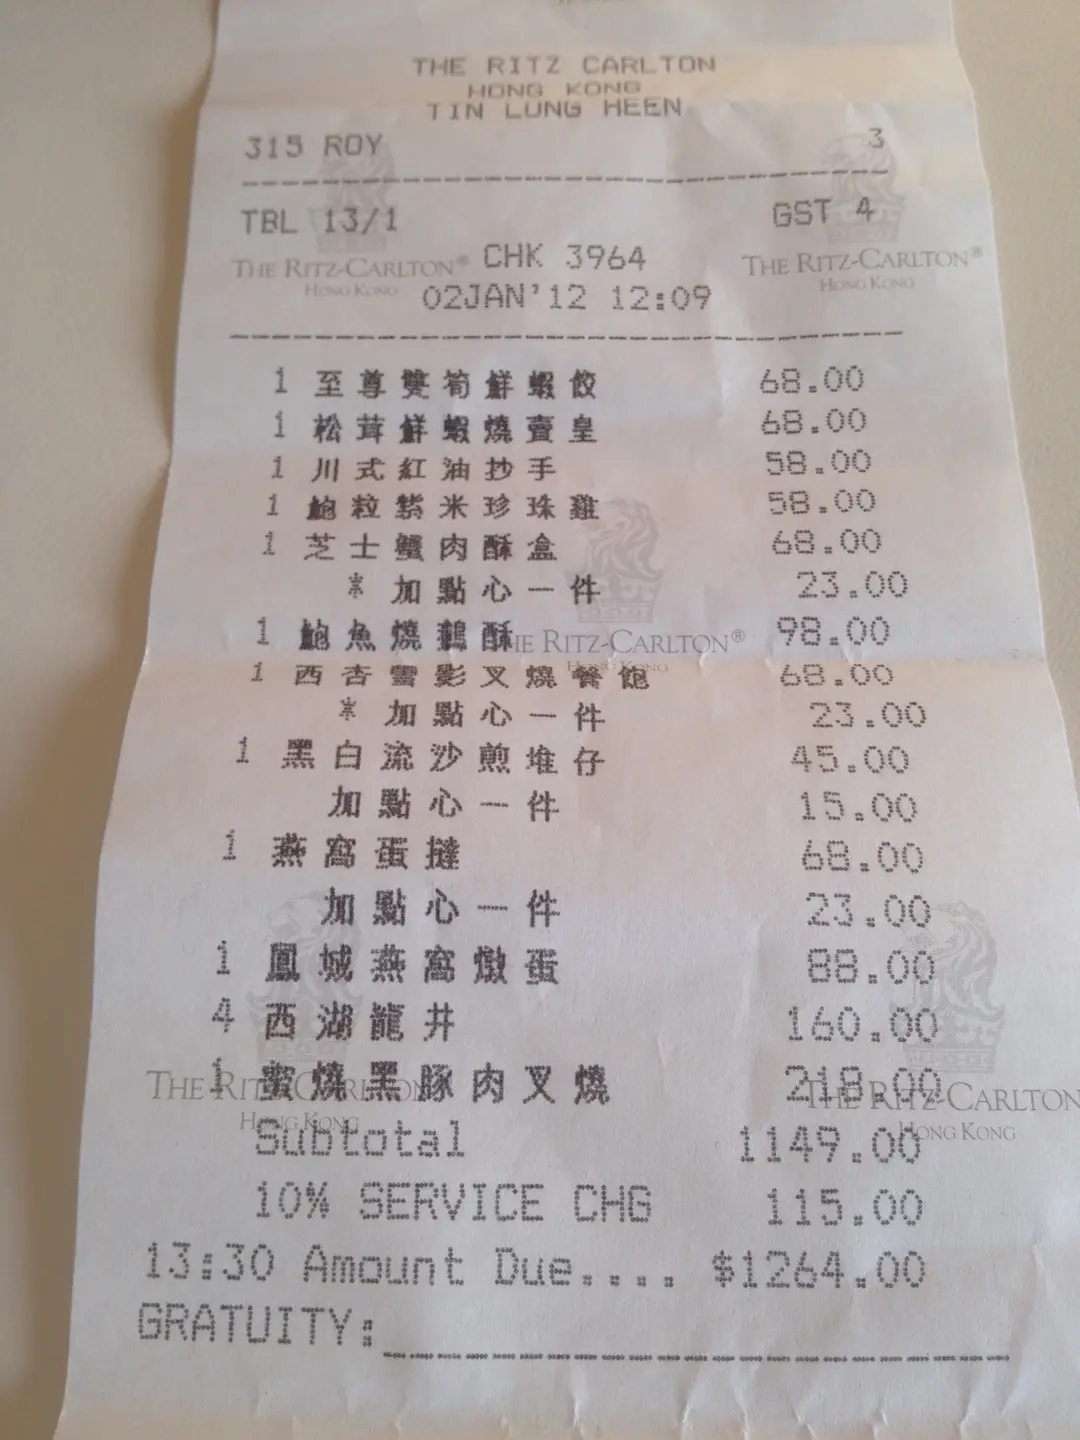 THE RITZ CARLTON
HONG KONG
TIN LUNG HEEN
315 ROY 3
TBL 13/1 GST 4
THE RITZ-CARLTON® CHK 3964 THE RITZ-CARLTON®
HONG KONG HONG KONG
02JAN'12 12:09
1 至尊雙筍鮮蝦餃 68.00
1 松茸鮮蝦燒賣皇 68.00
1 川式紅油抄手 58.00
1 鮑粒紫米珍珠雞 58.00
1 芝士蟹肉酥盒 68.00
* 加點心一件 23.00
1 鮑魚燒鵝酥 98.00
THE RITZ-CARLTON®
HONG KONG
1 西杏雪影叉燒餐飽 68.00
* 加點心一件 23.00
1 黑白流沙煎堆仔 45.00
加點心一件 15.00
1 燕窩蛋撻 68.00
加點心一件 23.00
1 鳳城燕窩燉蛋 88.00
4 西湖龍井 160.00
1 蜜燒黑豚肉叉燒 218.00
THE RITZ-CARLTON THE RITZ-CARLTON
HONG KONG HONG KONG
Subtotal 1149.00
10% SERVICE CHG 115.00
13:30 Amount Due.... $1264.00
GRATUITY: